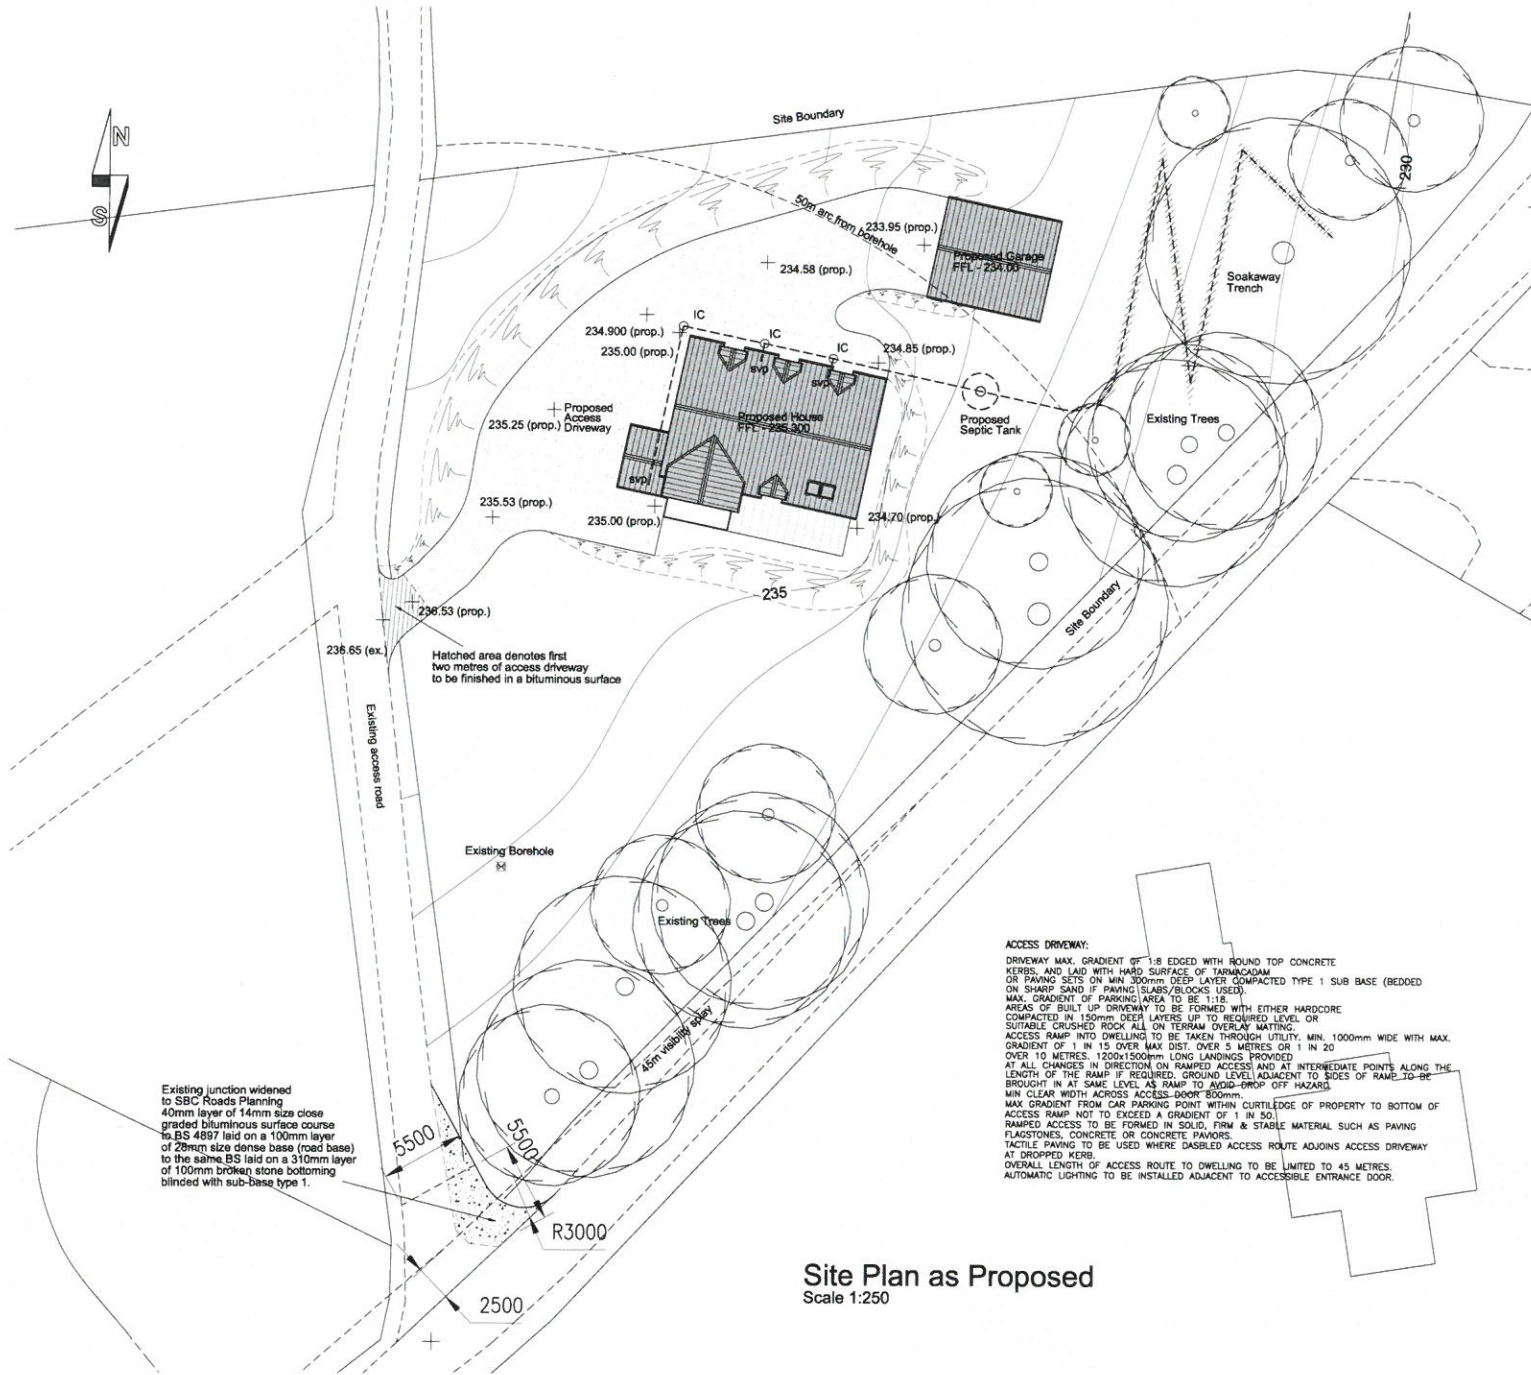 N
S
Site Boundary
230
50m arc from borehole
233.95 (prop.)
Proposed Garage
FFL - 234.00
234.58 (prop.)
Soakaway
Trench
IC
234.900 (prop.)
IC
IC
235.00 (prop.)
234.85 (prop.)
svp
svp
Proposed
Access
Driveway
235.25 (prop.)
Proposed House
FFL - 235.300
Proposed
Septic Tank
Existing Trees
svp
235.53 (prop.)
235.00 (prop.)
234.70 (prop.)
235
Site Boundary
236.53 (prop.)
236.65 (ex.)
Hatched area denotes first
two metres of access driveway
to be finished in a bituminous surface
Existing access road
Existing Borehole
Existing Trees
45m visibility splay
ACCESS DRIVEWAY:
DRIVEWAY MAX. GRADIENT OF 1:8 EDGED WITH ROUND TOP CONCRETE
KERBS, AND LAID WITH HARD SURFACE OF TARMACADAM
OR PAVING SETS ON MIN 300mm DEEP LAYER COMPACTED TYPE 1 SUB BASE (BEDDED
ON SHARP SAND IF PAVING SLABS/BLOCKS USED).
MAX. GRADIENT OF PARKING AREA TO BE 1:18.
AREAS OF BUILT UP DRIVEWAY TO BE FORMED WITH EITHER HARDCORE
COMPACTED IN 150mm DEEP LAYERS UP TO REQUIRED LEVEL OR
SUITABLE CRUSHED ROCK ALL ON TERRAM OVERLAY MATTING.
ACCESS RAMP INTO DWELLING TO BE TAKEN THROUGH UTILITY. MIN. 1000mm WIDE WITH MAX.
GRADIENT OF 1 IN 15 OVER MAX DIST. OVER 5 METRES OR 1 IN 20
OVER 10 METRES. 1200x1500mm LONG LANDINGS PROVIDED
AT ALL CHANGES IN DIRECTION ON RAMPED ACCESS AND AT INTERMEDIATE POINTS ALONG THE
LENGTH OF THE RAMP IF REQUIRED. GROUND LEVEL ADJACENT TO SIDES OF RAMP TO BE
BROUGHT IN AT SAME LEVEL AS RAMP TO AVOID DROP OFF HAZARD.
MIN CLEAR WIDTH ACROSS ACCESS DOOR 800mm.
MAX GRADIENT FROM CAR PARKING POINT WITHIN CURTILEDGE OF PROPERTY TO BOTTOM OF
ACCESS RAMP NOT TO EXCEED A GRADIENT OF 1 IN 50.
RAMPED ACCESS TO BE FORMED IN SOLID, FIRM & STABLE MATERIAL SUCH AS PAVING
FLAGSTONES, CONCRETE OR CONCRETE PAVIORS.
TACTILE PAVING TO BE USED WHERE DASBLED ACCESS ROUTE ADJOINS ACCESS DRIVEWAY
AT DROPPED KERB.
OVERALL LENGTH OF ACCESS ROUTE TO DWELLING TO BE LIMITED TO 45 METRES.
AUTOMATIC LIGHTING TO BE INSTALLED ADJACENT TO ACCESSIBLE ENTRANCE DOOR.
Existing junction widened
to SBC Roads Planning
40mm layer of 14mm size close
graded bituminous surface course
to BS 4897 laid on a 100mm layer
of 28mm size dense base (road base)
to the same BS laid on a 310mm layer
of 100mm broken stone bottoming
blinded with sub-base type 1.
5500
5500
R3000
2500
Site Plan as Proposed
Scale 1:250